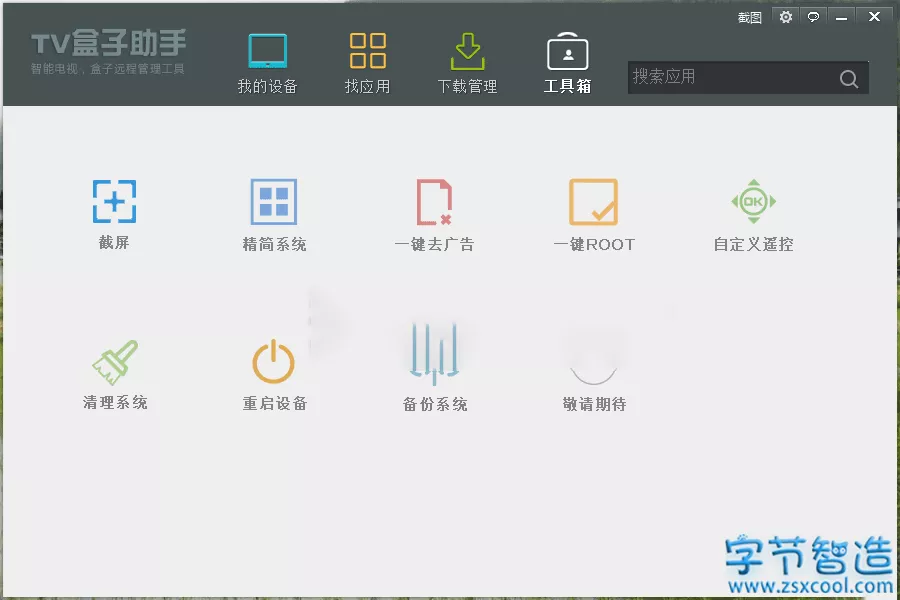 截图
TV盒子助手
智能电视，盒子远程管理工具
我的设备
找应用
下载管理
工具箱
搜索应用
截屏
精简系统
一键去广告
一键ROOT
OK
自定义遥控
清理系统
重启设备
备份系统
敬请期待
字节智造
www.zsxcool.com